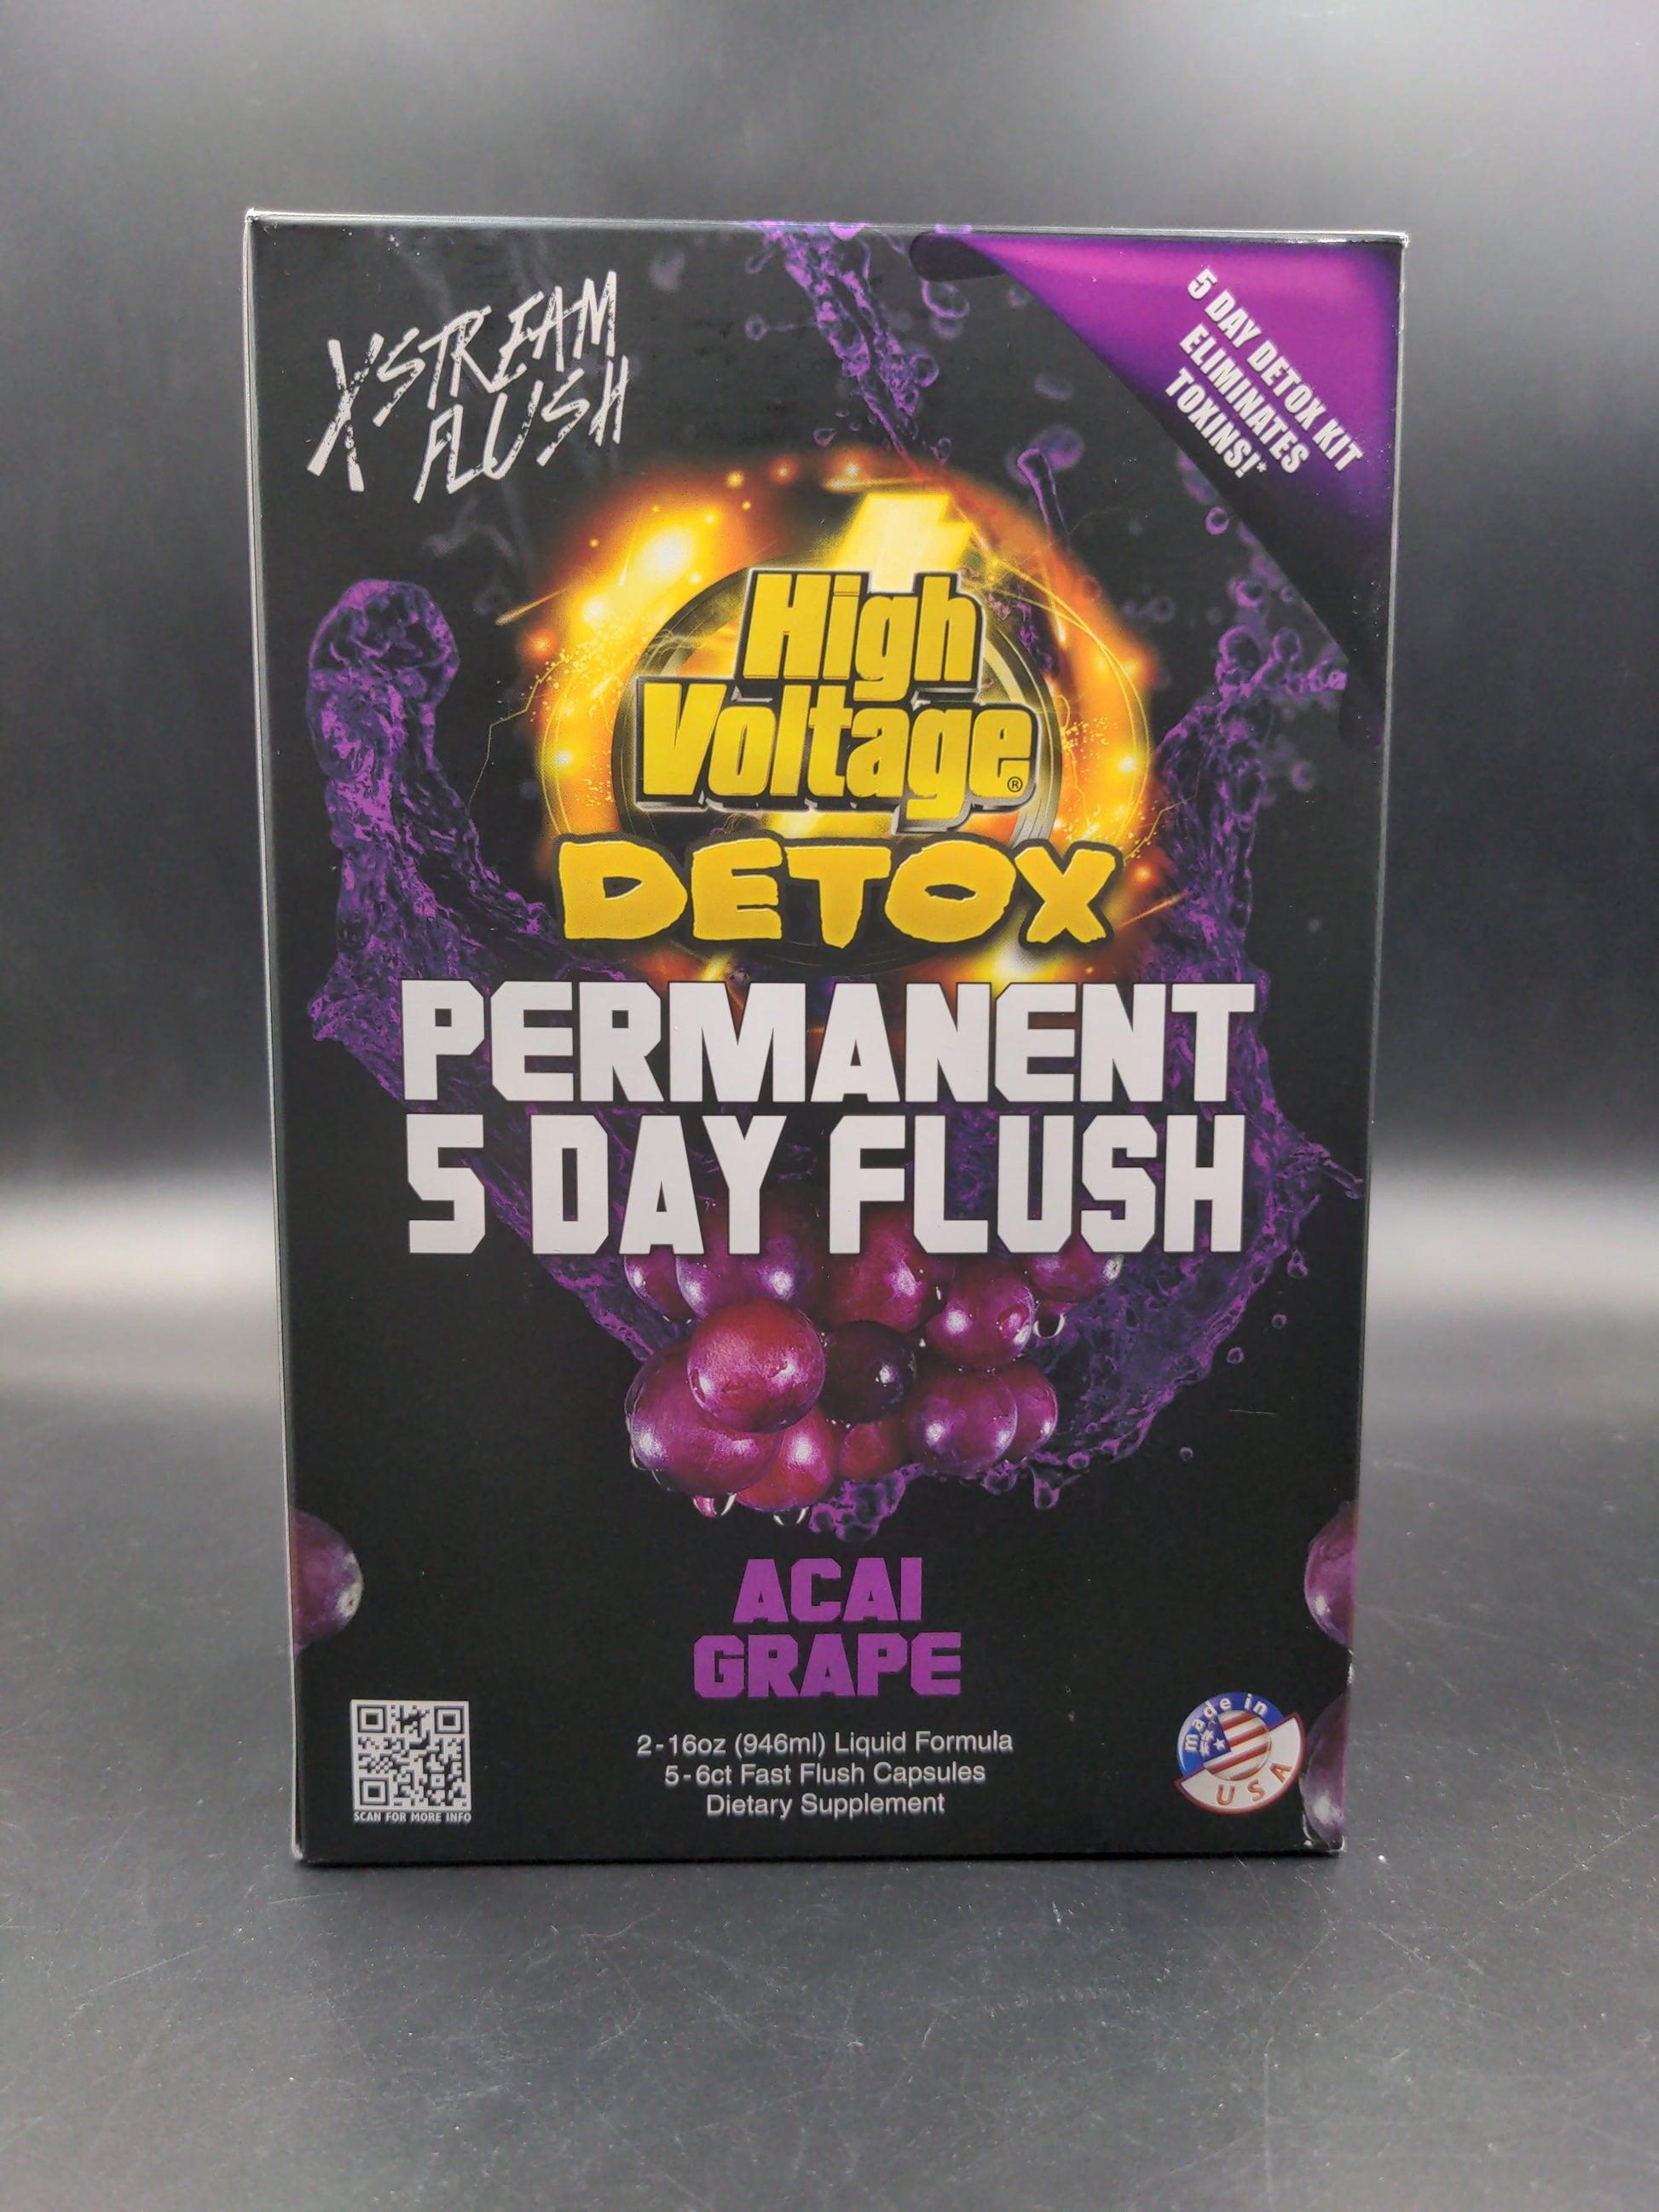 XSTREAM
FLUSH
5 DAY DETOX KIT
ELIMINATES
TOXINS!*
High
Voltage®
DETOX
PERMANENT
5 DAY FLUSH
ACAI
GRAPE
2-16oz (946ml) Liquid Formula
5-6ct Fast Flush Capsules
Dietary Supplement
SCAN FOR MORE INFO
made in
USA